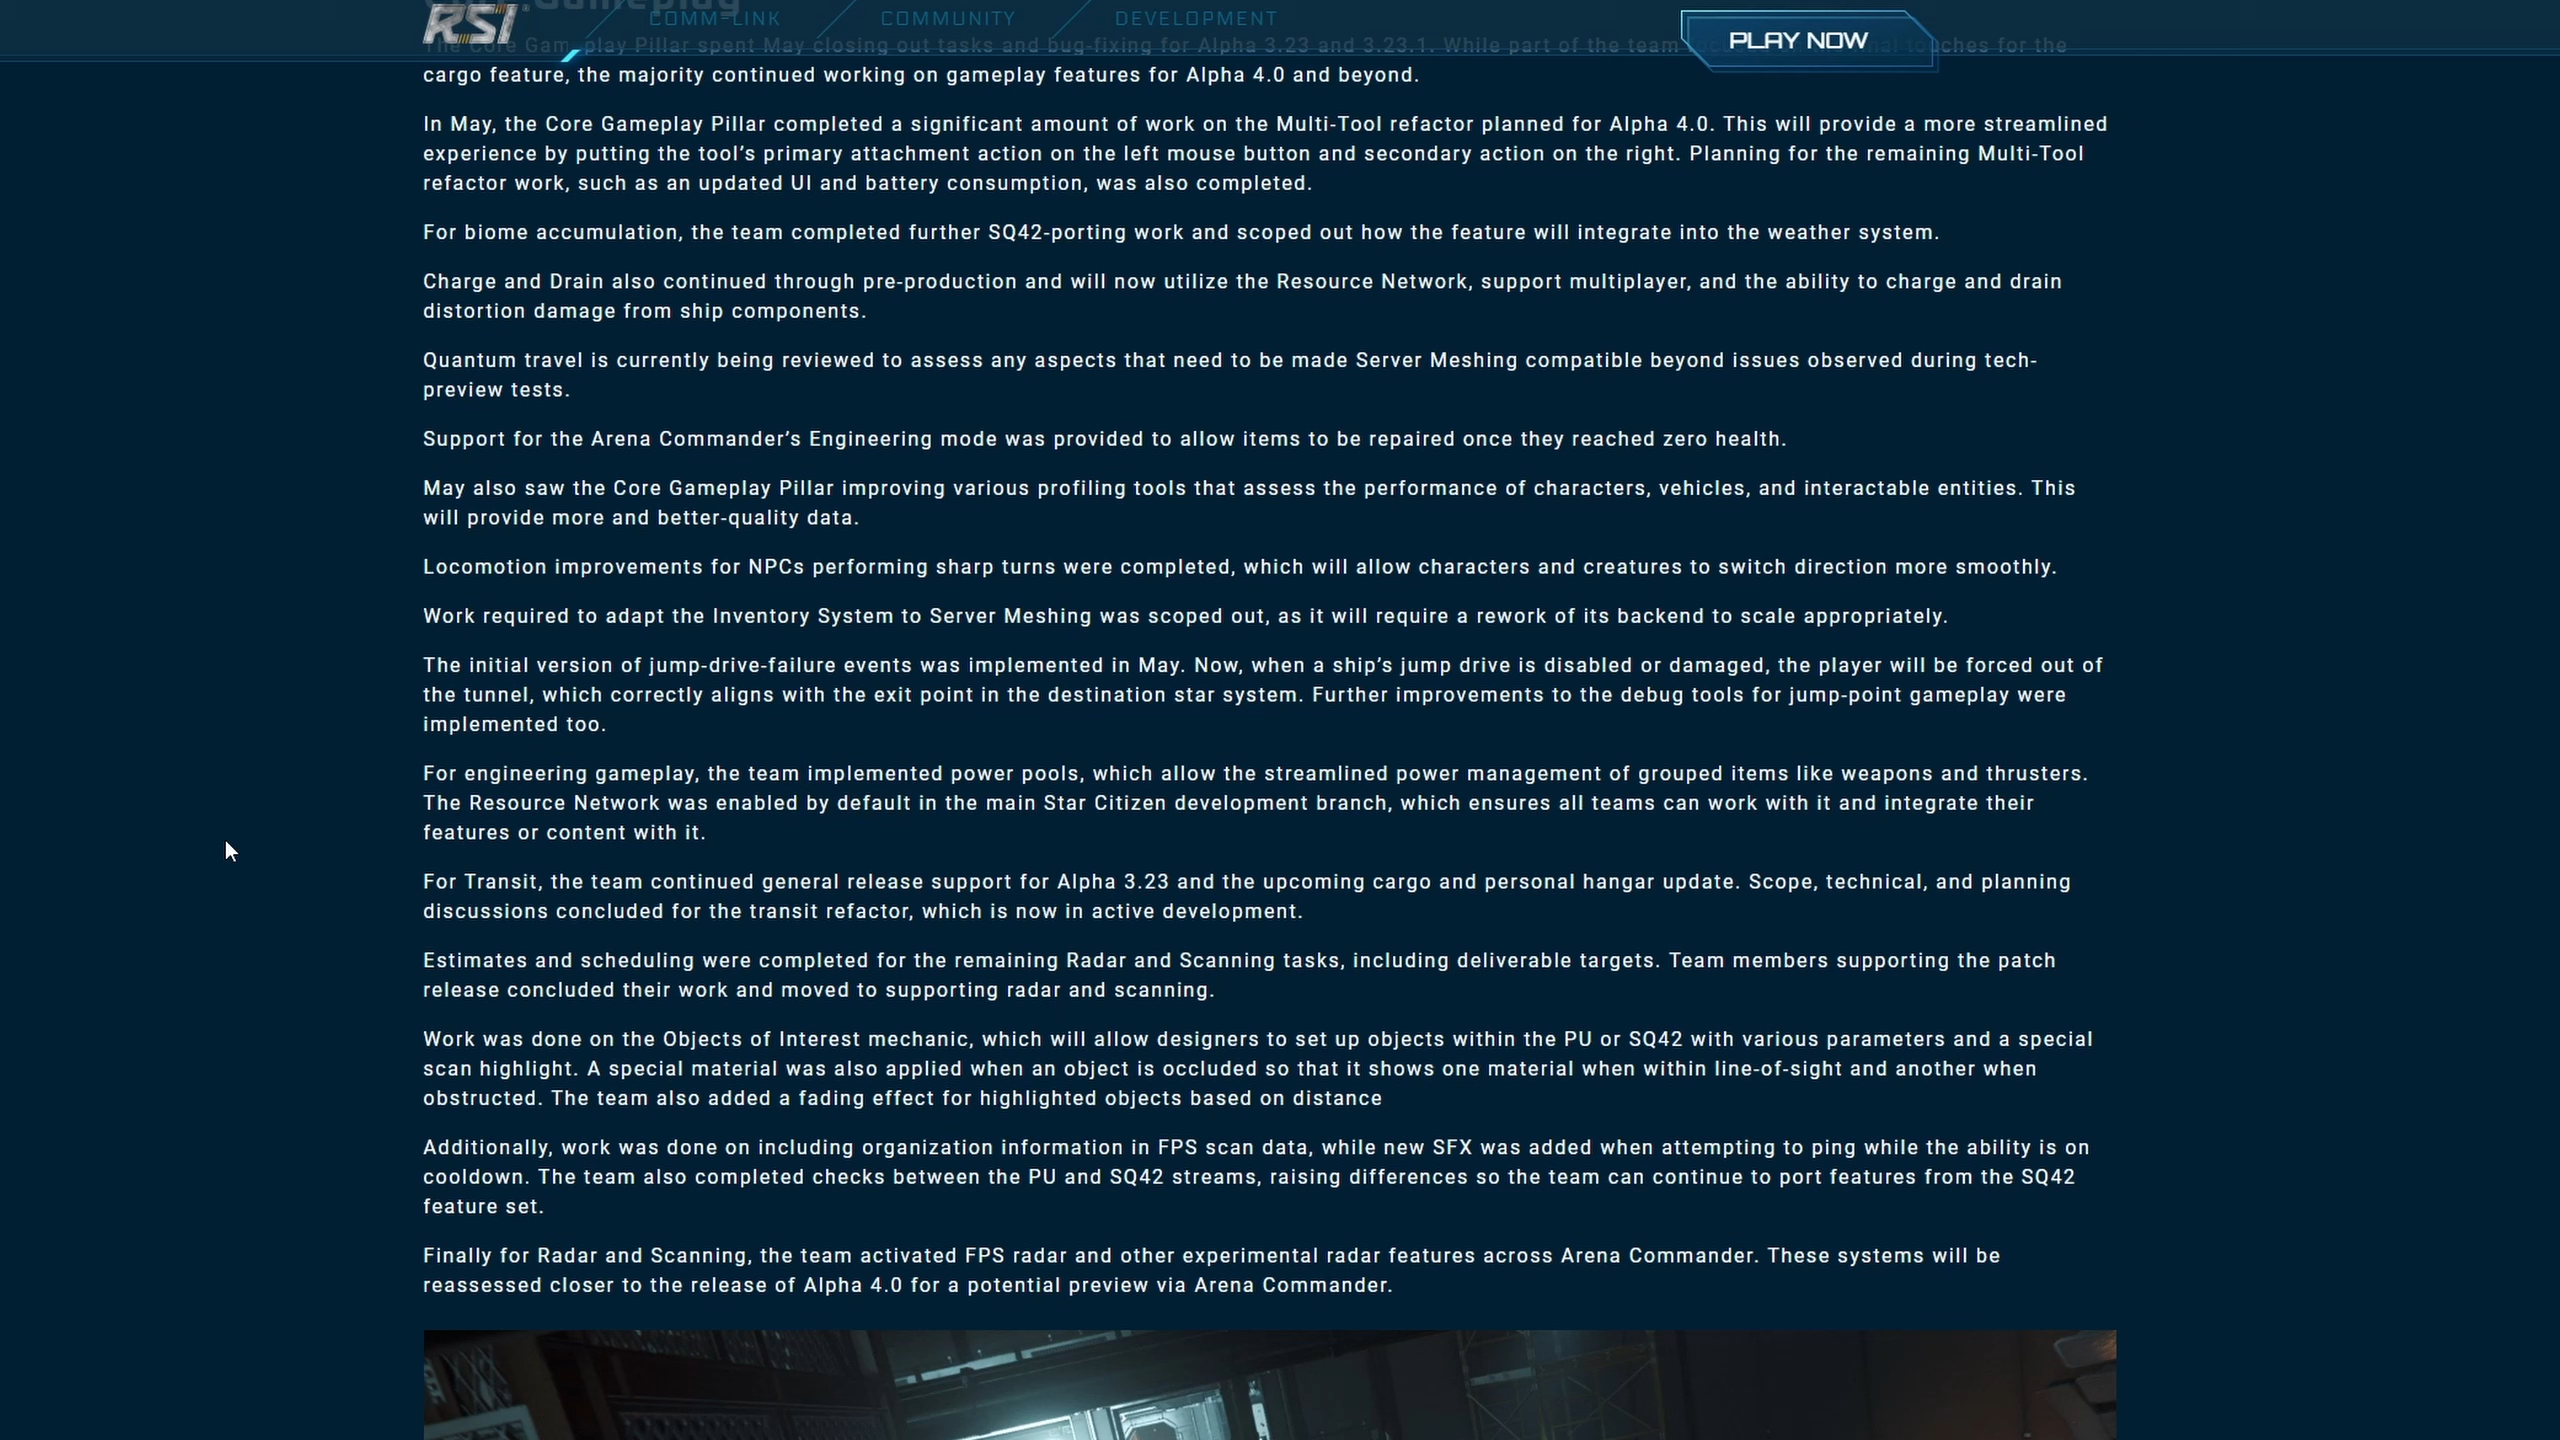 Gameplay
RSI
COMM-LINK
COMMUNITY
DEVELOPMENT
PLAY NOW
The Core Gameplay Pillar spent May closing out tasks and bug-fixing for Alpha 3.23 and 3.23.1. While part of the team touches for the
cargo feature, the majority continued working on gameplay features for Alpha 4.0 and beyond.
In May, the Core Gameplay Pillar completed a significant amount of work on the Multi-Tool refactor planned for Alpha 4.0. This will provide a more streamlined
experience by putting the tool's primary attachment action on the left mouse button and secondary action on the right. Planning for the remaining Multi-Tool
refactor work, such as an updated UI and battery consumption, was also completed.
For biome accumulation, the team completed further SQ42-porting work and scoped out how the feature will integrate into the weather system.
Charge and Drain also continued through pre-production and will now utilize the Resource Network, support multiplayer, and the ability to charge and drain
distortion damage from ship components.
Quantum travel is currently being reviewed to assess any aspects that need to be made Server Meshing compatible beyond issues observed during tech-
preview tests.
Support for the Arena Commander's Engineering mode was provided to allow items to be repaired once they reached zero health.
May also saw the Core Gameplay Pillar improving various profiling tools that assess the performance of characters, vehicles, and interactable entities. This
will provide more and better-quality data.
Locomotion improvements for NPCs performing sharp turns were completed, which will allow characters and creatures to switch direction more smoothly.
Work required to adapt the Inventory System to Server Meshing was scoped out, as it will require a rework of its backend to scale appropriately.
The initial version of jump-drive-failure events was implemented in May. Now, when a ship's jump drive is disabled or damaged, the player will be forced out of
the tunnel, which correctly aligns with the exit point in the destination star system. Further improvements to the debug tools for jump-point gameplay were
implemented too.
For engineering gameplay, the team implemented power pools, which allow the streamlined power management of grouped items like weapons and thrusters.
The Resource Network was enabled by default in the main Star Citizen development branch, which ensures all teams can work with it and integrate their
features or content with it.
For Transit, the team continued general release support for Alpha 3.23 and the upcoming cargo and personal hangar update. Scope, technical, and planning
discussions concluded for the transit refactor, which is now in active development.
Estimates and scheduling were completed for the remaining Radar and Scanning tasks, including deliverable targets. Team members supporting the patch
release concluded their work and moved to supporting radar and scanning.
Work was done on the Objects of Interest mechanic, which will allow designers to set up objects within the PU or SQ42 with various parameters and a special
scan highlight. A special material was also applied when an object is occluded so that it shows one material when within line-of-sight and another when
obstructed. The team also added a fading effect for highlighted objects based on distance
Additionally, work was done on including organization information in FPS scan data, while new SFX was added when attempting to ping while the ability is on
cooldown. The team also completed checks between the PU and SQ42 streams, raising differences so the team can continue to port features from the SQ42
feature set.
Finally for Radar and Scanning, the team activated FPS radar and other experimental radar features across Arena Commander. These systems will be
reassessed closer to the release of Alpha 4.0 for a potential preview via Arena Commander.